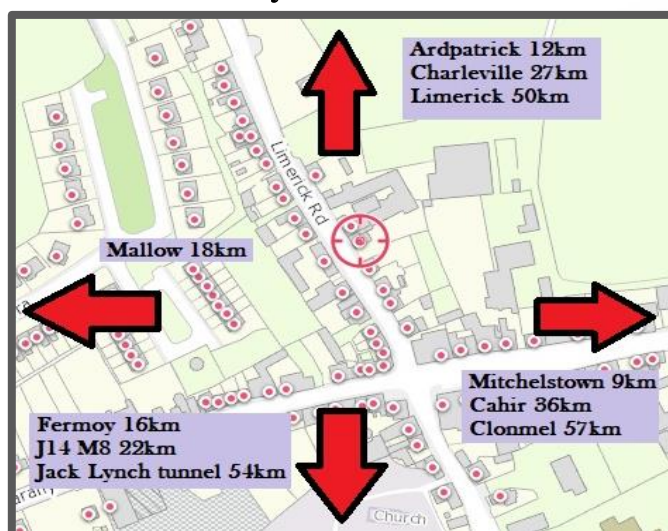 Ardpatrick 12km
Charleville 27km
Limerick 50km
Limerick Rd
Mallow 18km
Mitchelstown 9km
Cahir 36km
Clonmel 57km
Fermoy 16km
J14 M8 22km
Jack Lynch tunnel 54km
Church